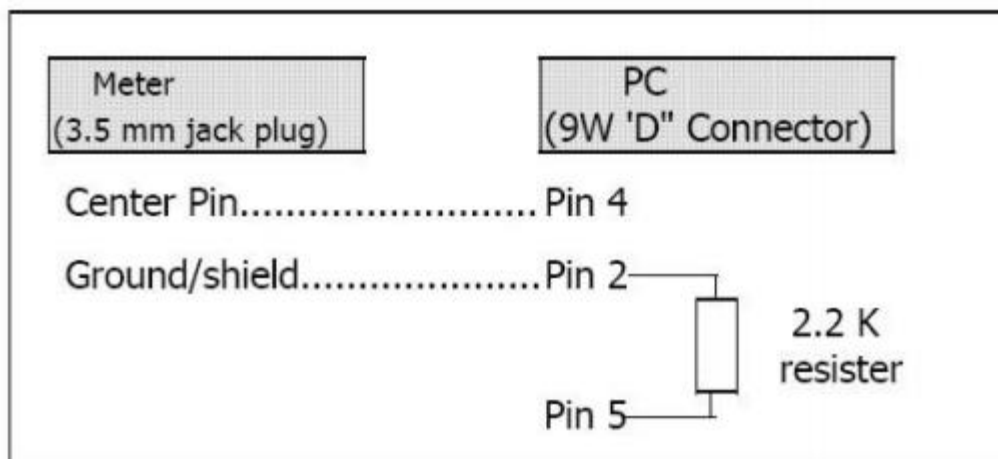 Meter
(3.5 mm jack plug)
PC
(9W 'D" Connector)
Center Pin.......................... Pin 4
Ground/shield..................... Pin 2
2.2 K
resister
Pin 5